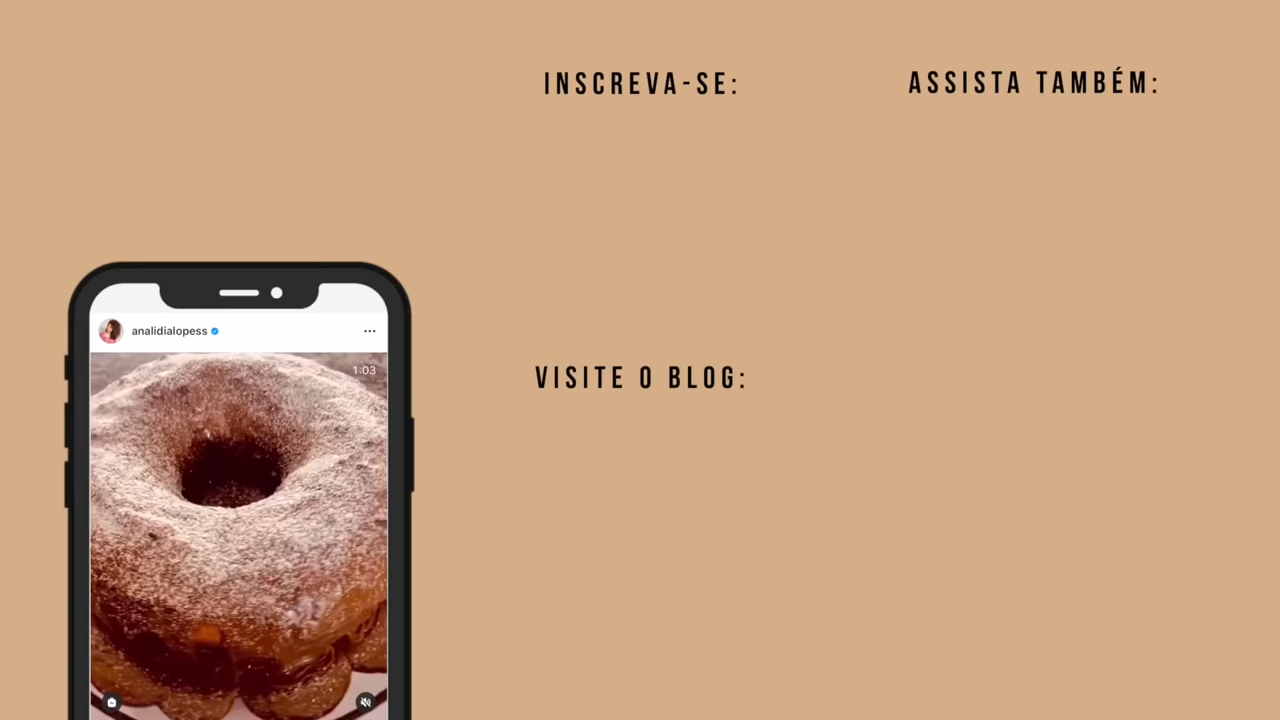 INSCREVA-SE:
ASSISTA TAMBÉM:
analidialopess
1:03
VISITE O BLOG: